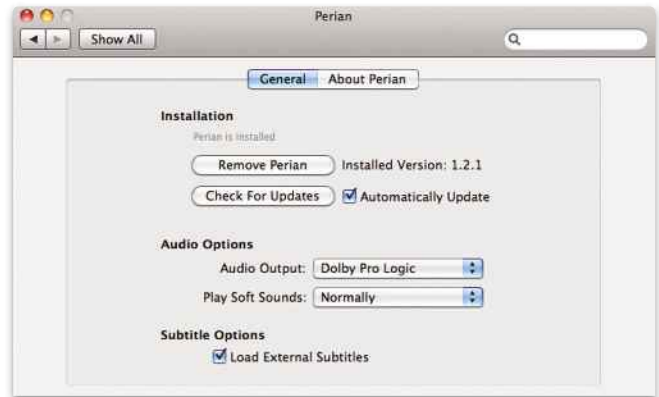 Perian
Show All
General About Perian
Installation
Perian is installed
Remove Perian Installed Version: 1.2.1
Check For Updates Automatically Update
Audio Options
Audio Output: Dolby Pro Logic
Play Soft Sounds: Normally
Subtitle Options
Load External Subtitles